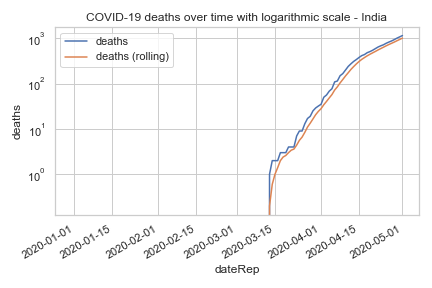 COVID-19 deaths over time with logarithmic scale - India
deaths
deaths (rolling)
10³
10²
10¹
10⁰
deaths
2020-01-01
2020-01-15
2020-02-01
2020-02-15
2020-03-01
2020-03-15
2020-04-01
2020-04-15
2020-05-01
dateRep